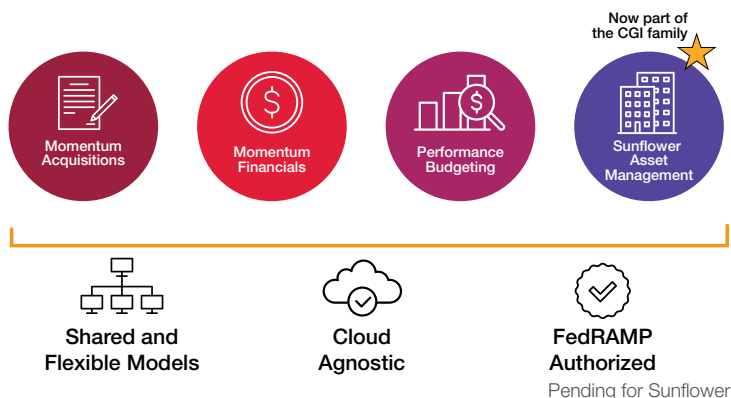 Now part of
the CGI family
Momentum
Acquisitions
Momentum
Financials
Performance
Budgeting
Sunflower
Asset
Management
Shared and
Flexible Models
Cloud
Agnostic
FedRAMP
Authorized
Pending for Sunflower